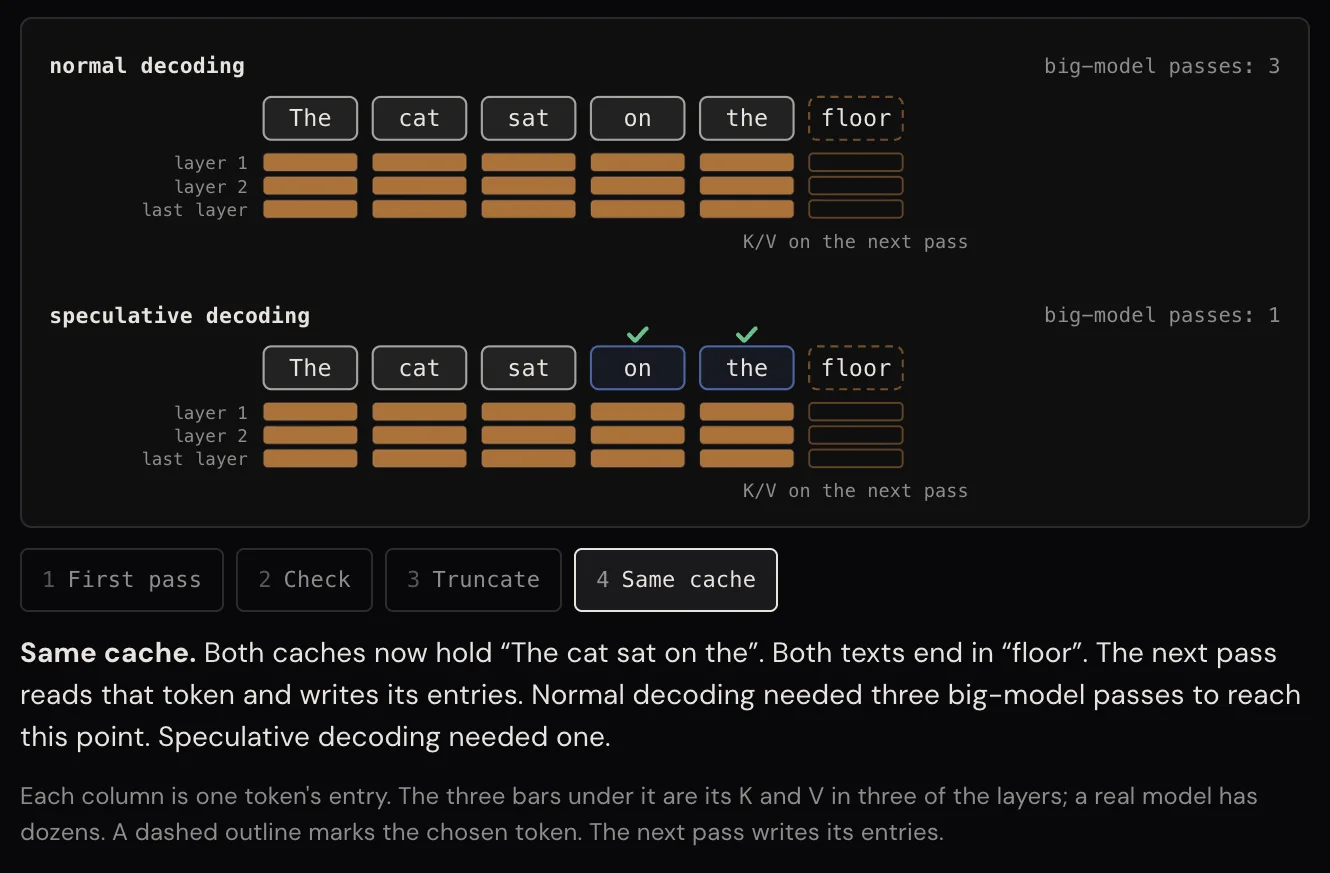 normal decoding
big-model passes: 3
The cat sat on the floor
layer 1
layer 2
last layer
K/V on the next pass
speculative decoding
big-model passes: 1
The cat sat on the floor
layer 1
layer 2
last layer
K/V on the next pass
1 First pass
2 Check
3 Truncate
4 Same cache
Same cache. Both caches now hold “The cat sat on the”. Both texts end in “floor”. The next pass
reads that token and writes its entries. Normal decoding needed three big-model passes to reach
this point. Speculative decoding needed one.
Each column is one token's entry. The three bars under it are its K and V in three of the layers; a real model has
dozens. A dashed outline marks the chosen token. The next pass writes its entries.